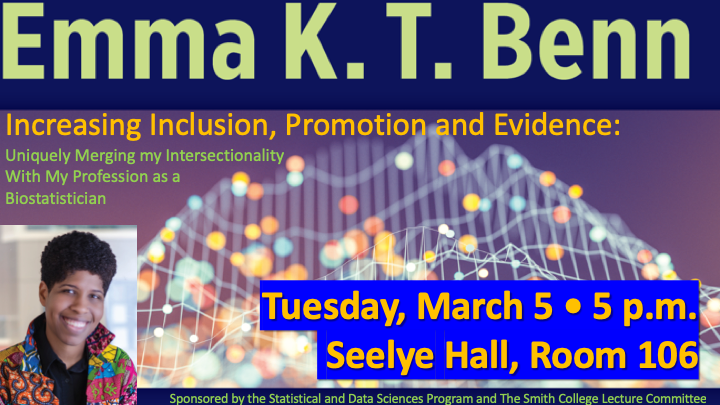 Emma K. T. Benn
Increasing Inclusion, Promotion and Evidence:
Uniquely Merging my Intersectionality
With My Profession as a
Biostatistician
Tuesday, March 5 • 5 p.m.
Seelye Hall, Room 106
Sponsored by the Statistical and Data Sciences Program and The Smith College Lecture Committee